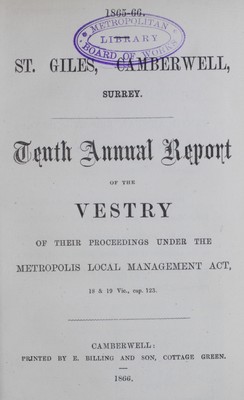 1865-66.
METROPOLITAN
LIBRARY
BOARD OF WORKS
ST. GILES, CAMBERWELL,
SURREY.
Tenth Annual Report
OF THE
VESTRY
OF THEIR PROCEEDINGS UNDER THE
METROPOLIS LOCAL MANAGEMENT ACT,
18 & 19 Vic., cap. 123.
CAMBERWELL:
PRINTED BY E. BILLING AND SON, COTTAGE GREEN.
1866.